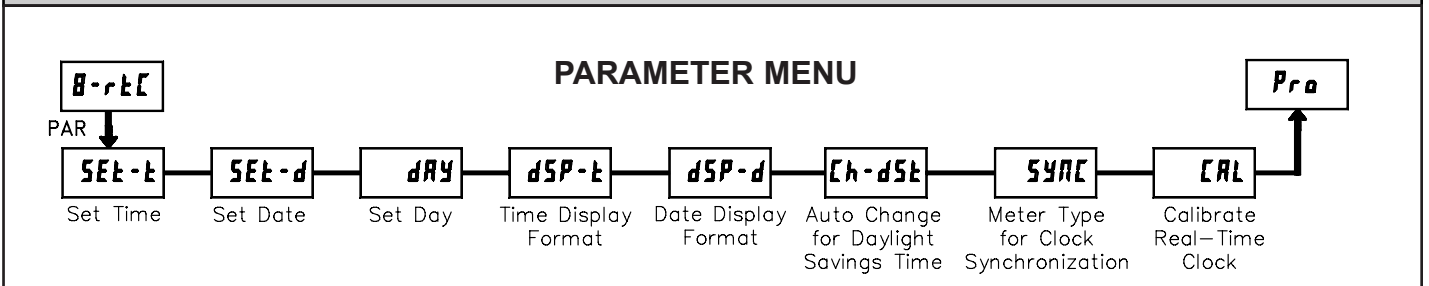 PARAMETER MENU
8-rtC
Pro
PAR
SEt-t
SEt-d
dAY
dSP-t
dSP-d
Ch-dSt
SYNC
CAL
Set Time
Set Date
Set Day
Time Display
Format
Date Display
Format
Auto Change
for Daylight
Savings Time
Meter Type
for Clock
Synchronization
Calibrate
Real-Time
Clock